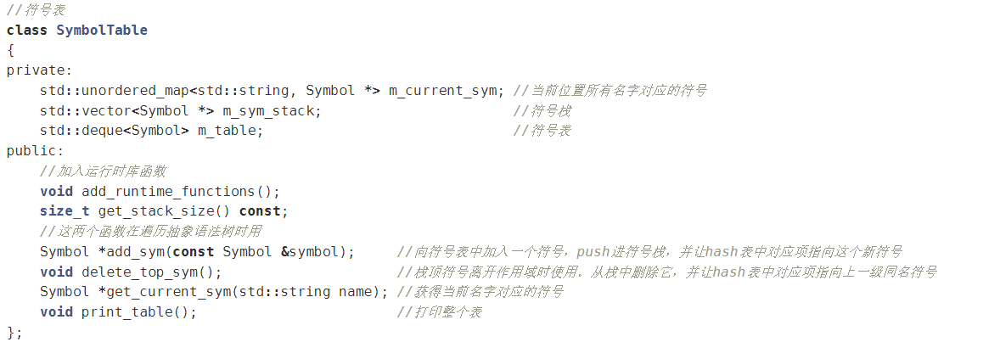 //符号表
class SymbolTable
{
private:
    std::unordered_map<std::string, Symbol *> m_current_sym; //当前位置所有名字对应的符号
    std::vector<Symbol *> m_sym_stack;                       //符号栈
    std::deque<Symbol> m_table;                              //符号表
public:
    //加入运行时库函数
    void add_runtime_functions();
    size_t get_stack_size() const;
    //这两个函数在遍历抽象语法树时用
    Symbol *add_sym(const Symbol &symbol);     //向符号表中加入一个符号，push进符号栈，并让hash表中对应项指向这个新符号
    void delete_top_sym();                     //栈顶符号离开作用域时使用。从栈中删除它，并让hash表中对应项指向上一级同名符号
    Symbol *get_current_sym(std::string name); //获得当前名字对应的符号
    void print_table();                        //打印整个表
};